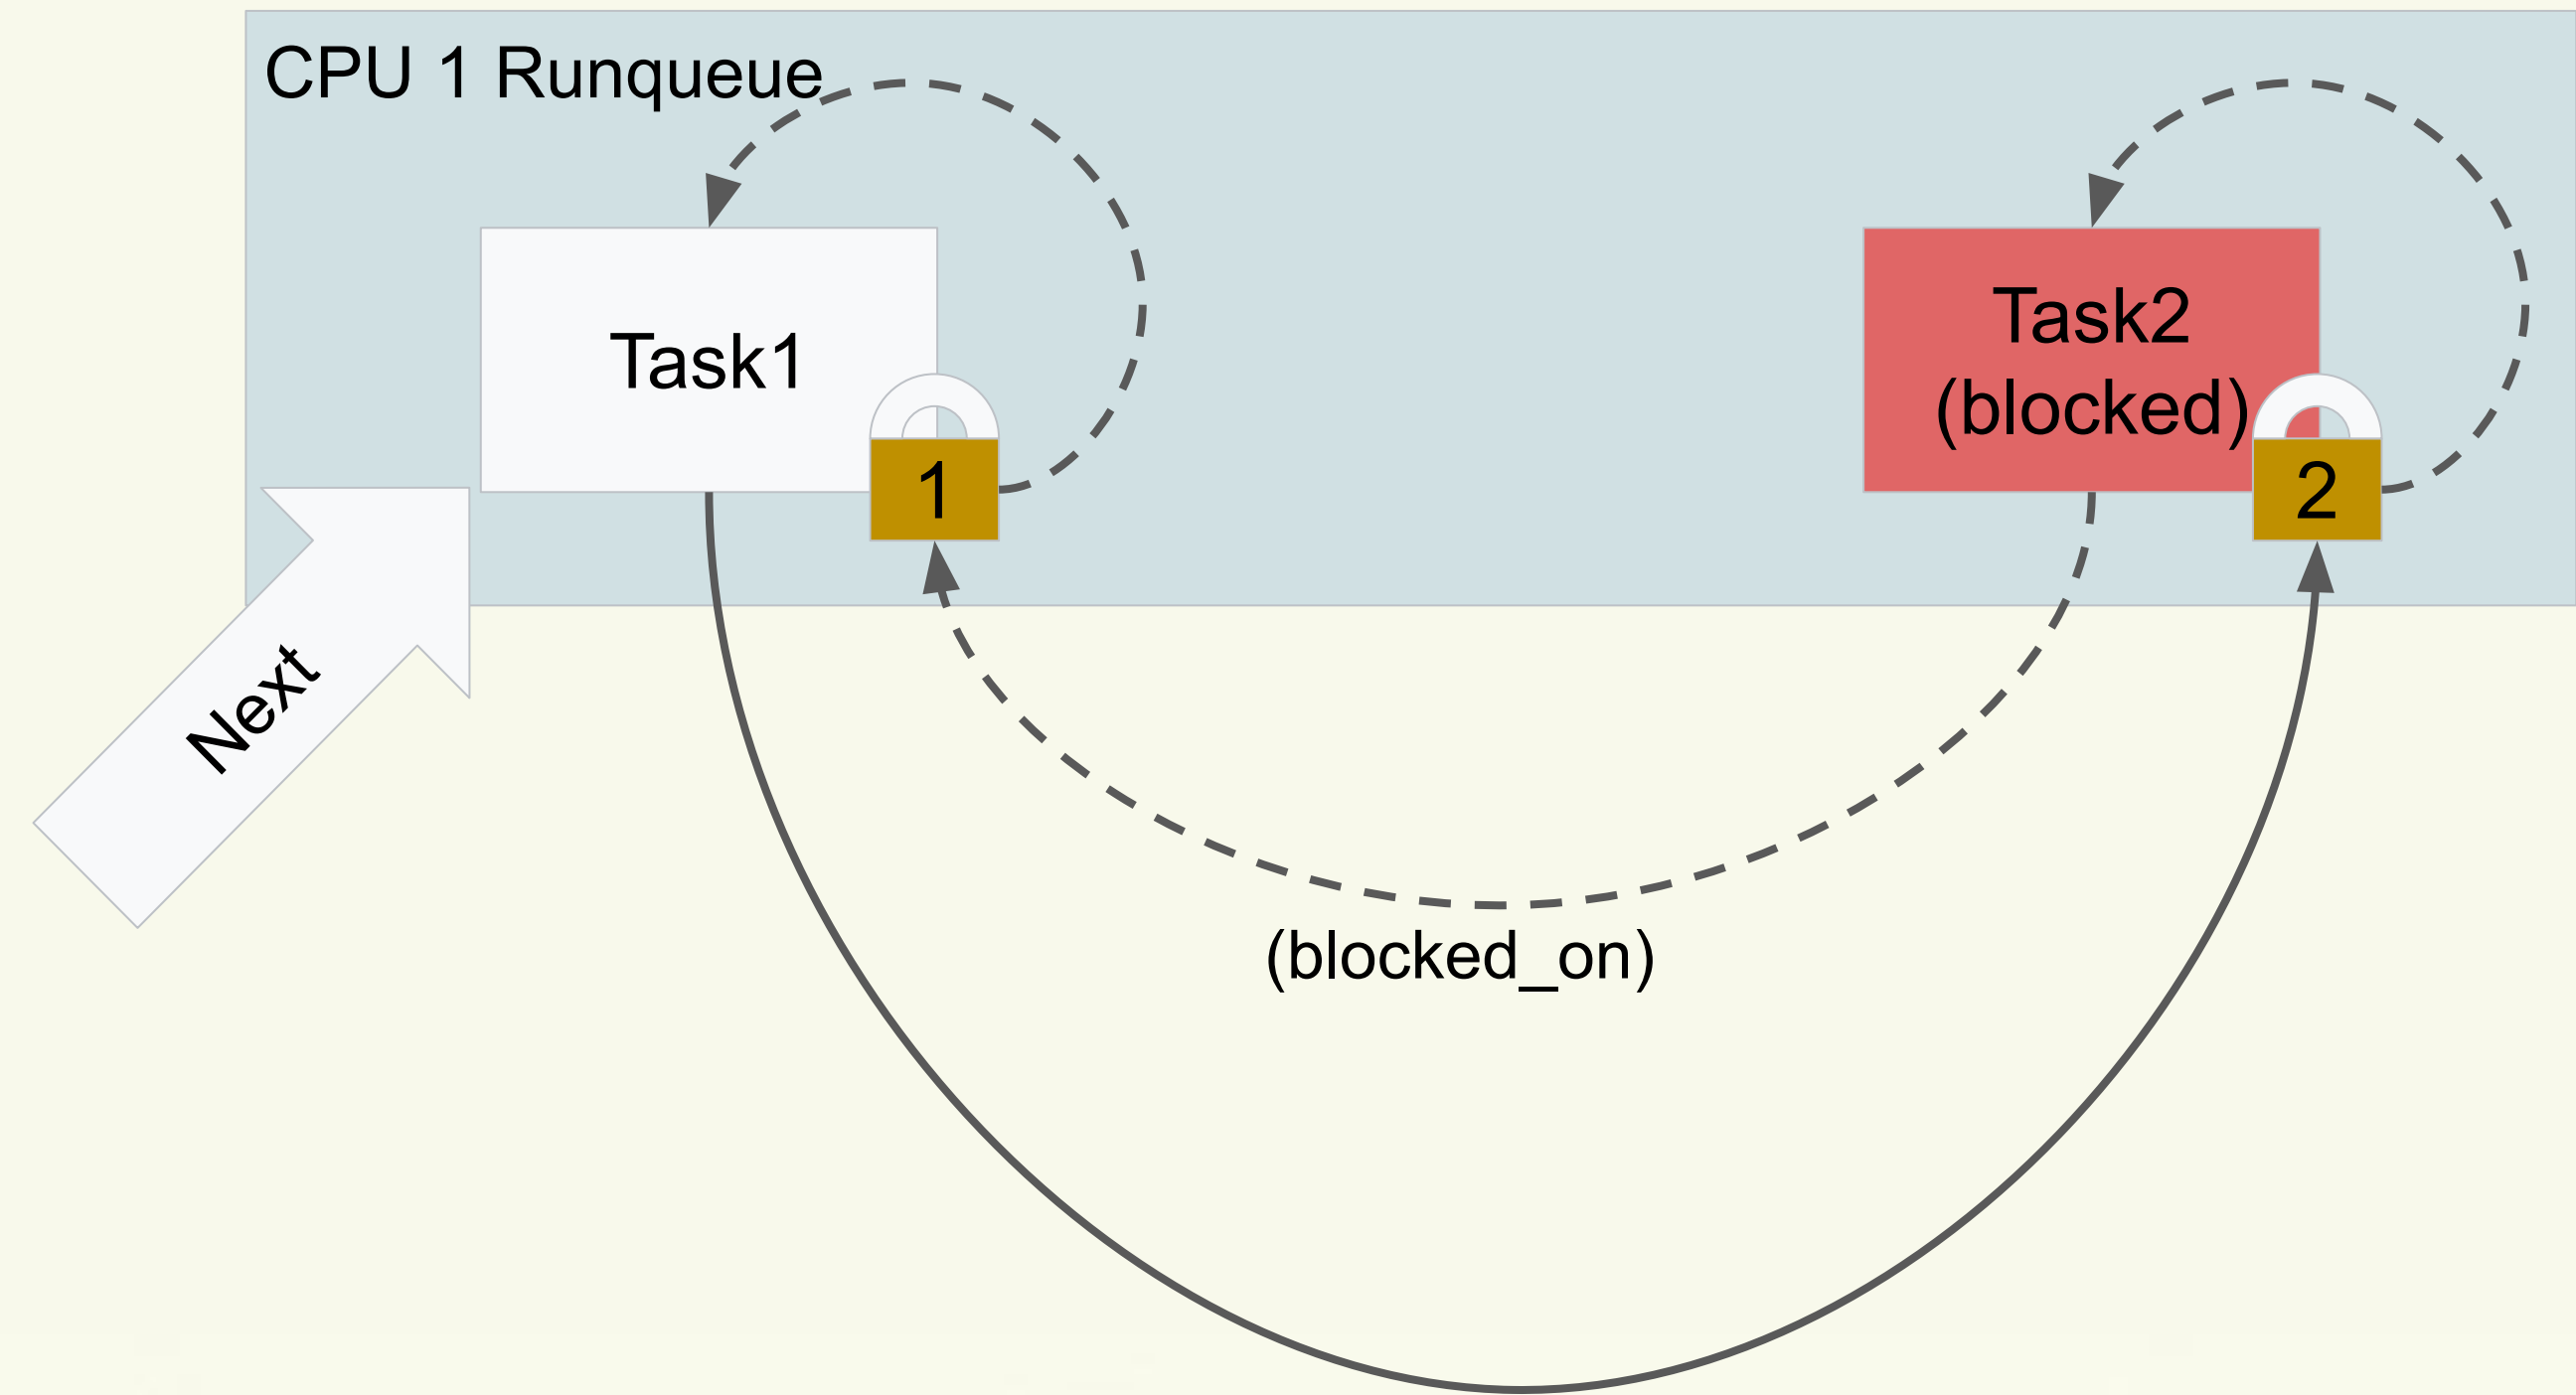 CPU 1 Runqueue
Task1
1
Task2
(blocked)
2
Next
(blocked_on)